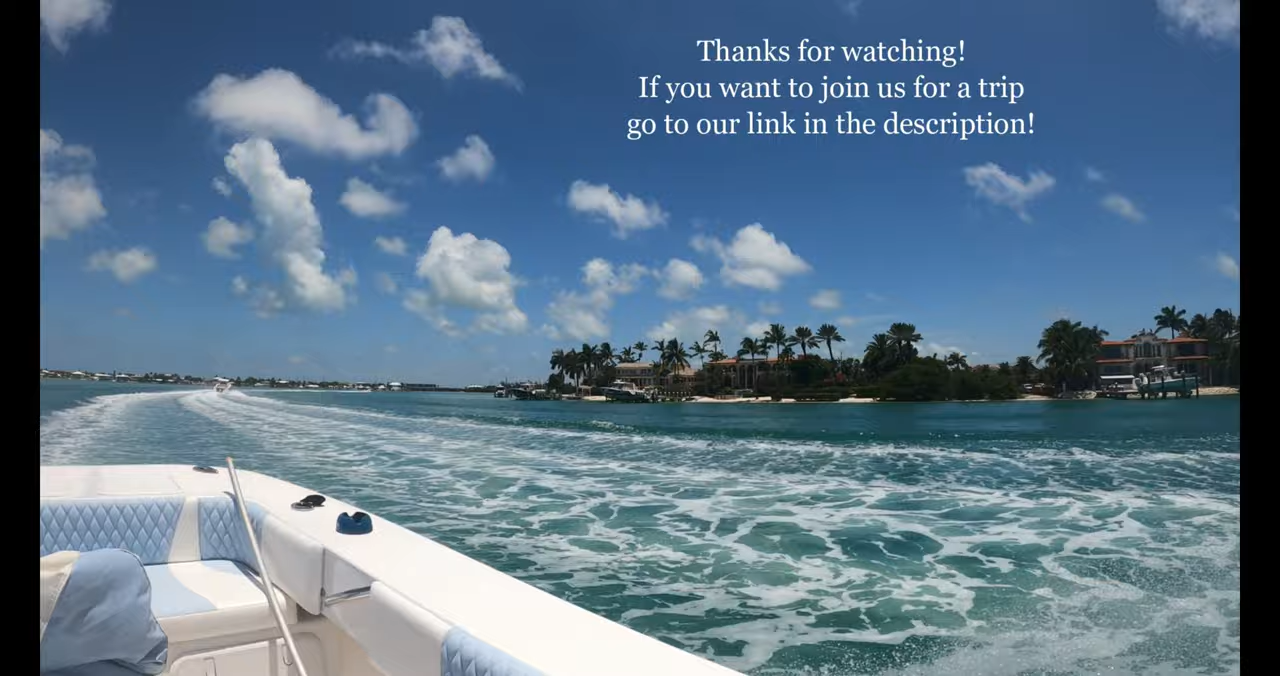 Thanks for watching!
If you want to join us for a trip
go to our link in the description!